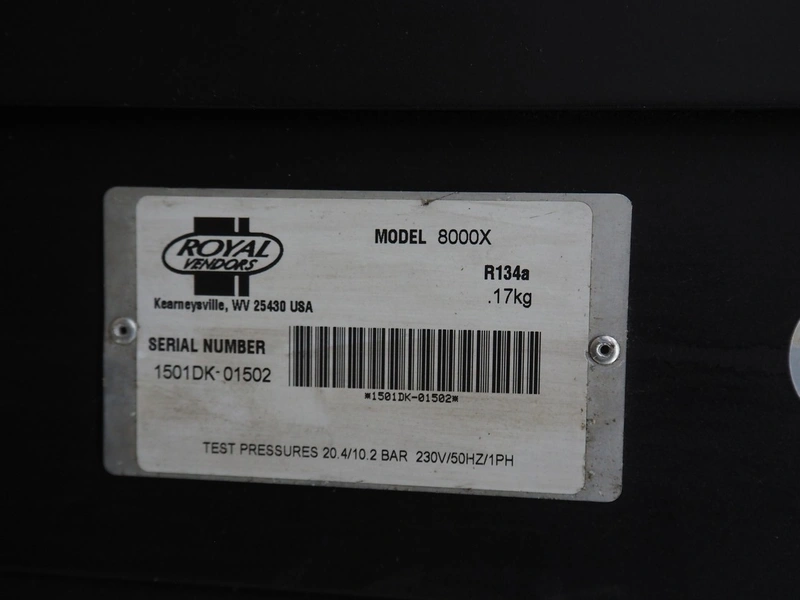 ROYAL
VENDORS
MODEL 8000X
R134a
.17kg
Kearneysville, WV 25430 USA
SERIAL NUMBER
1501DK-01502
*1501DK-01502*
TEST PRESSURES 20.4/10.2 BAR 230V/50HZ/1PH